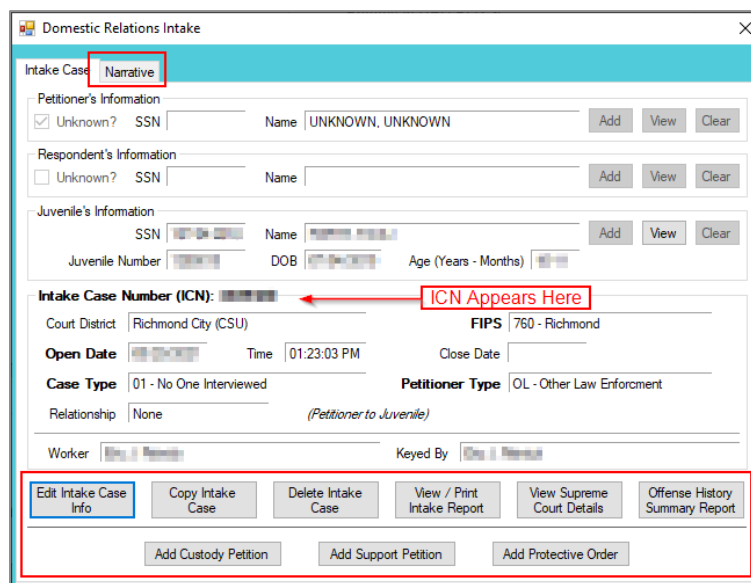 Domestic Relations Intake
Intake Case Narrative
Petitioner's Information
Unknown? SSN Name UNKNOWN, UNKNOWN Add View Clear
Respondent's Information
Unknown? SSN Name Add View Clear
Juvenile's Information
SSN Name Add View Clear
Juvenile Number DOB Age (Years - Months)
Intake Case Number (ICN): ICN Appears Here
Court District Richmond City (CSU) FIPS 760 - Richmond
Open Date Time 01:23:03 PM Close Date
Case Type 01 - No One Interviewed Petitioner Type OL - Other Law Enforcment
Relationship None (Petitioner to Juvenile)
Worker Keyed By
Edit Intake Case Info Copy Intake Case Delete Intake Case View / Print Intake Report View Supreme Court Details Offense History Summary Report
Add Custody Petition Add Support Petition Add Protective Order